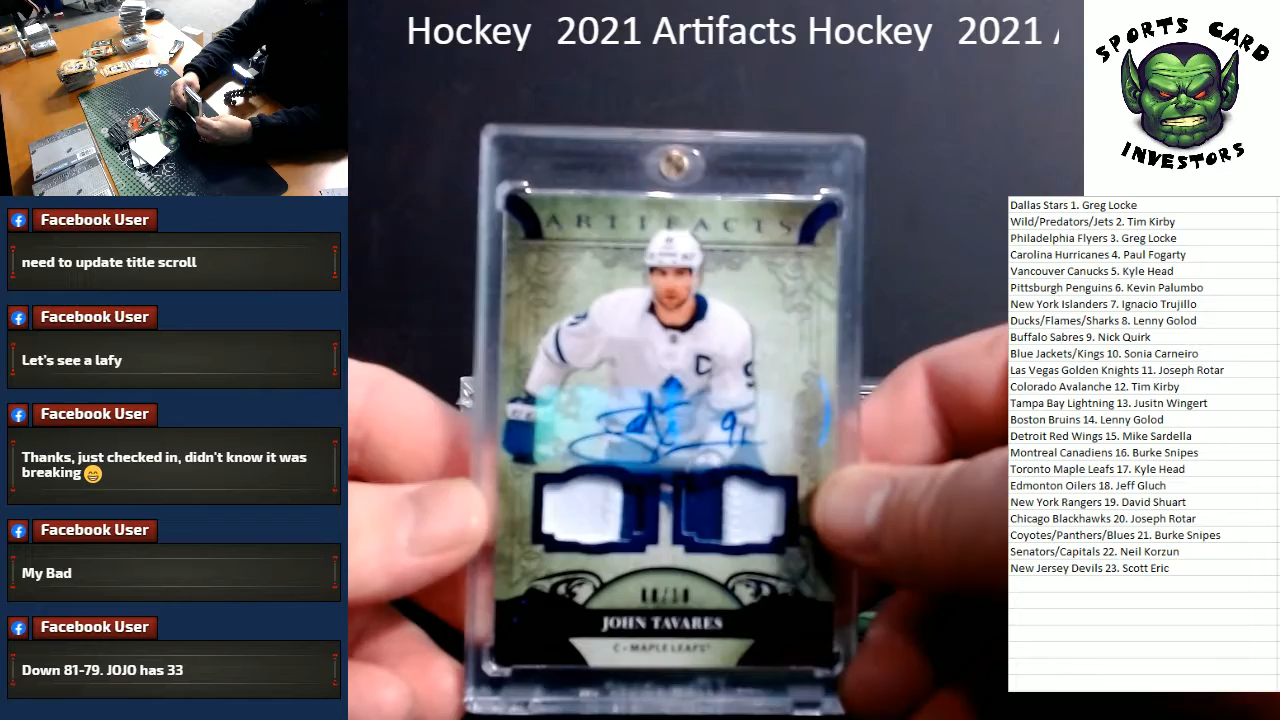 Hockey 2021 Artifacts Hockey 2021
SPORTS CARD
INVESTORS
Facebook User
need to update title scroll
Facebook User
Let's see a lafy
Facebook User
Thanks, just checked in, didn't know it was
breaking 😁
Facebook User
My Bad
Facebook User
Down 81-79. JOJO has 33
ARTIFACTS
C
91
JOHN TAVARES
C • MAPLE LEAFS
Dallas Stars 1. Greg Locke
Wild/Predators/Jets 2. Tim Kirby
Philadelphia Flyers 3. Greg Locke
Carolina Hurricanes 4. Paul Fogarty
Vancouver Canucks 5. Kyle Head
Pittsburgh Penguins 6. Kevin Palumbo
New York Islanders 7. Ignacio Trujillo
Ducks/Flames/Sharks 8. Lenny Golod
Buffalo Sabres 9. Nick Quirk
Blue Jackets/Kings 10. Sonia Carneiro
Las Vegas Golden Knights 11. Joseph Rotar
Colorado Avalanche 12. Tim Kirby
Tampa Bay Lightning 13. Jusitn Wingert
Boston Bruins 14. Lenny Golod
Detroit Red Wings 15. Mike Sardella
Montreal Canadiens 16. Burke Snipes
Toronto Maple Leafs 17. Kyle Head
Edmonton Oilers 18. Jeff Gluch
New York Rangers 19. David Shuart
Chicago Blackhawks 20. Joseph Rotar
Coyotes/Panthers/Blues 21. Burke Snipes
Senators/Capitals 22. Neil Korzun
New Jersey Devils 23. Scott Eric